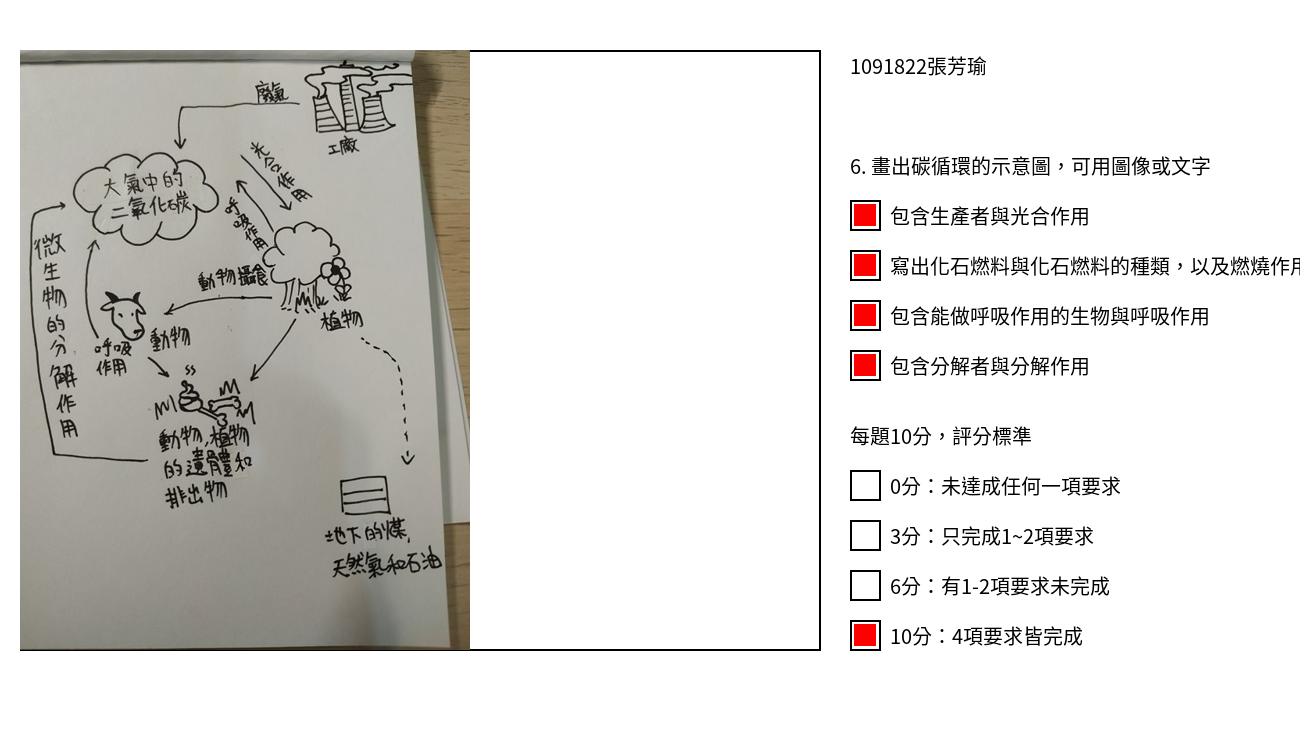 廢氣
工廠
光合作用
大氣中的
二氧化碳
呼吸作用
微生物的分解作用
動物攝食
植物
動物
呼吸
作用
動物,植物
的遺體和
排出物
地下的煤,
天然氣和石油
1091822張芳瑜
6. 畫出碳循環的示意圖，可用圖像或文字
包含生產者與光合作用
寫出化石燃料與化石燃料的種類，以及燃燒作用
包含能做呼吸作用的生物與呼吸作用
包含分解者與分解作用
每題10分，評分標準
0分：未達成任何一項要求
3分：只完成1~2項要求
6分：有1-2項要求未完成
10分：4項要求皆完成